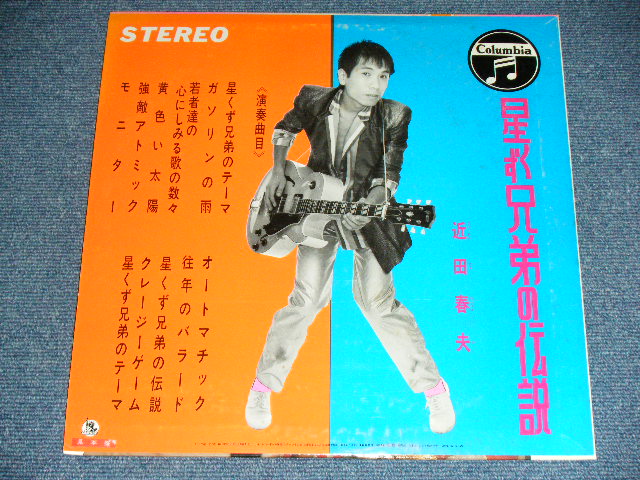 STEREO
Columbia
星くず兄弟の伝説
近田春夫
《演奏曲目》
星くず兄弟のテーマ
ガソリンの雨
若者達の
心にしみる歌の数々
黄色い太陽
強敵アトミック
モニター
オートマチック
往年のバラード
星くず兄弟の伝説
クレージーゲーム
星くず兄弟のテーマ